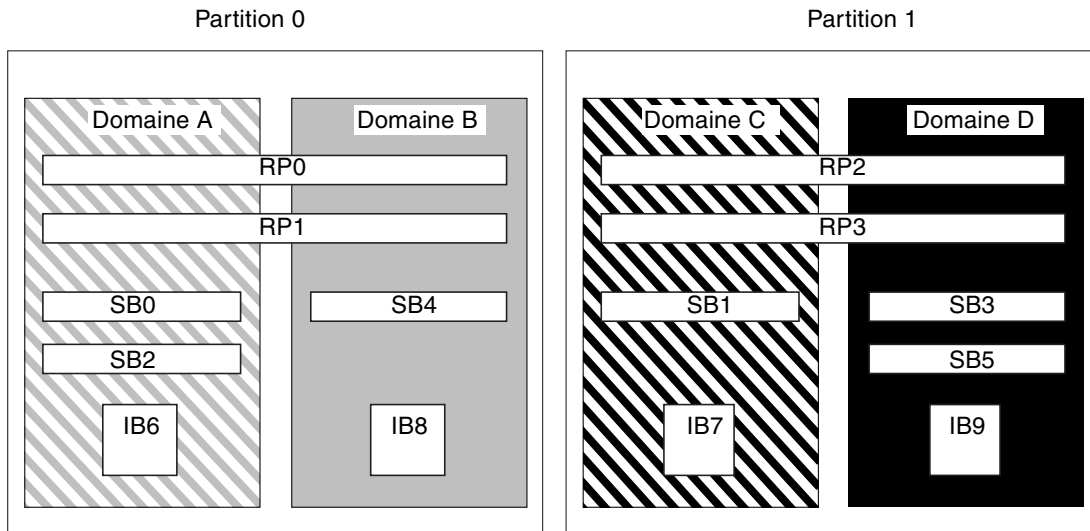 Partition 0 Partition 1
Domaine A Domaine B Domaine C Domaine D
RP0 RP2
RP1 RP3
SB0 SB4 SB1 SB3
SB2 SB5
IB6 IB8 IB7 IB9